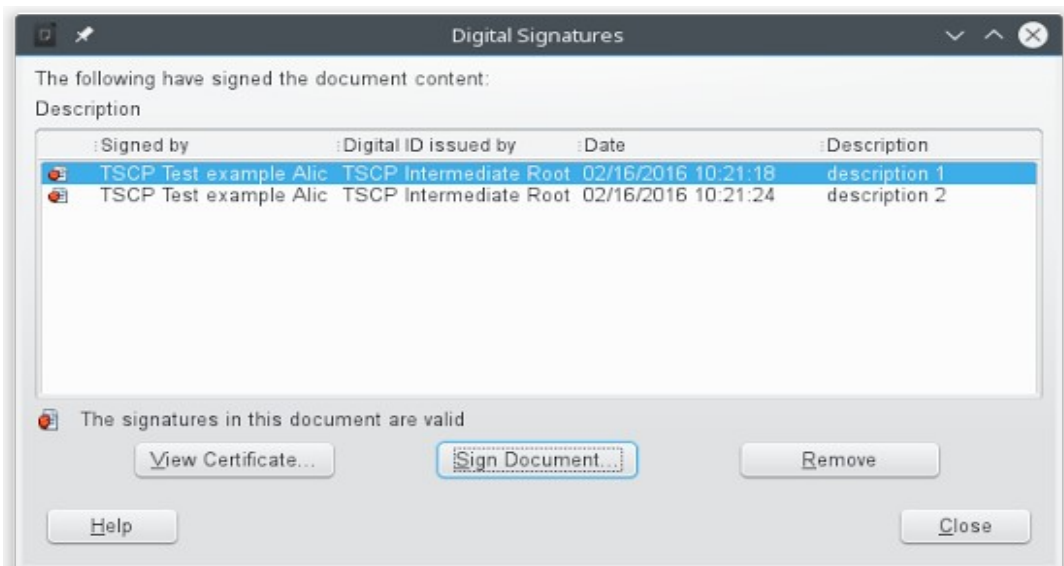 Digital Signatures
The following have signed the document content:
Description
Signed by Digital ID issued by Date Description
TSCP Test example Alic TSCP Intermediate Root 02/16/2016 10:21:18 description 1
TSCP Test example Alic TSCP Intermediate Root 02/16/2016 10:21:24 description 2
The signatures in this document are valid
View Certificate... Sign Document... Remove
Help Close